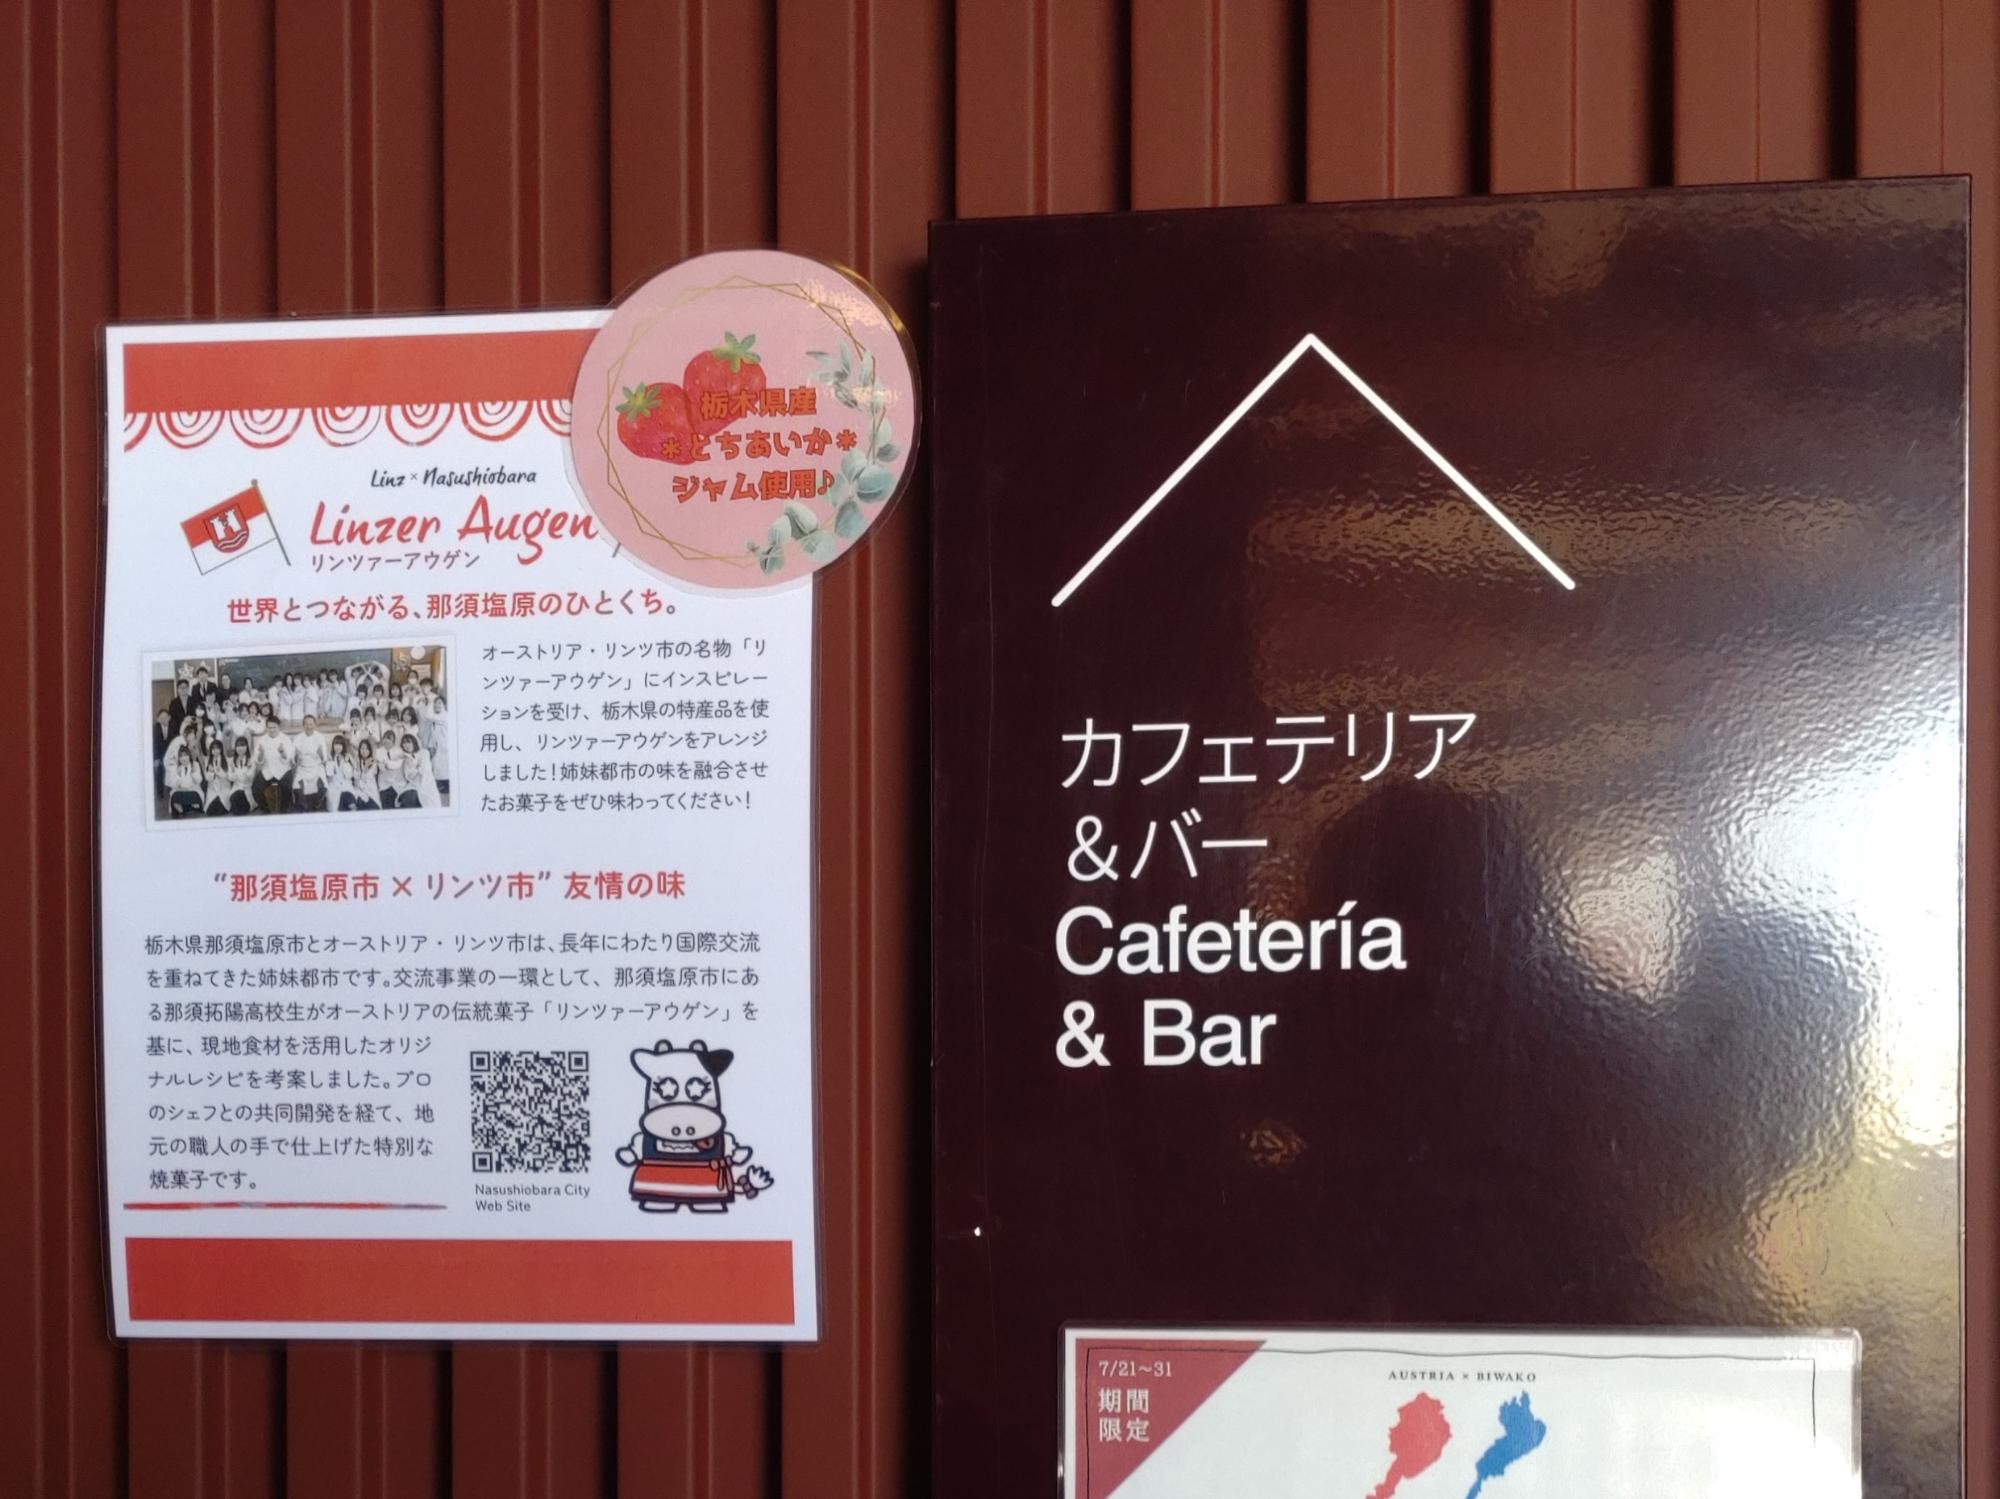 栃木県産
*とちあいか*
ジャム使用♪
Linz × Nasushiobara
Linzer Augen
リンツァーアウゲン
世界とつながる、那須塩原のひとくち。
オーストリア・リンツ市の名物「リ
ンツァーアウゲン」にインスピレー
ションを受け、栃木県の特産品を使
用し、リンツァーアウゲンをアレンジ
しました！姉妹都市の味を融合させ
たお菓子をぜひ味わってください！
“那須塩原市 × リンツ市” 友情の味
栃木県那須塩原市とオーストリア・リンツ市は、長年にわたり国際交流
を重ねてきた姉妹都市です。交流事業の一環として、那須塩原市にあ
る那須拓陽高校生がオーストリアの伝統菓子「リンツァーアウゲン」を
基に、現地食材を活用したオリジ
ナルレシピを考案しました。プロ
のシェフとの共同開発を経て、地
元の職人の手で仕上げた特別な
焼菓子です。
Nasushiobara City
Web Site
カフェテリア
&バー
Cafetería
& Bar
7/21~31
期間
限定
AUSTRIA × BIWAKO